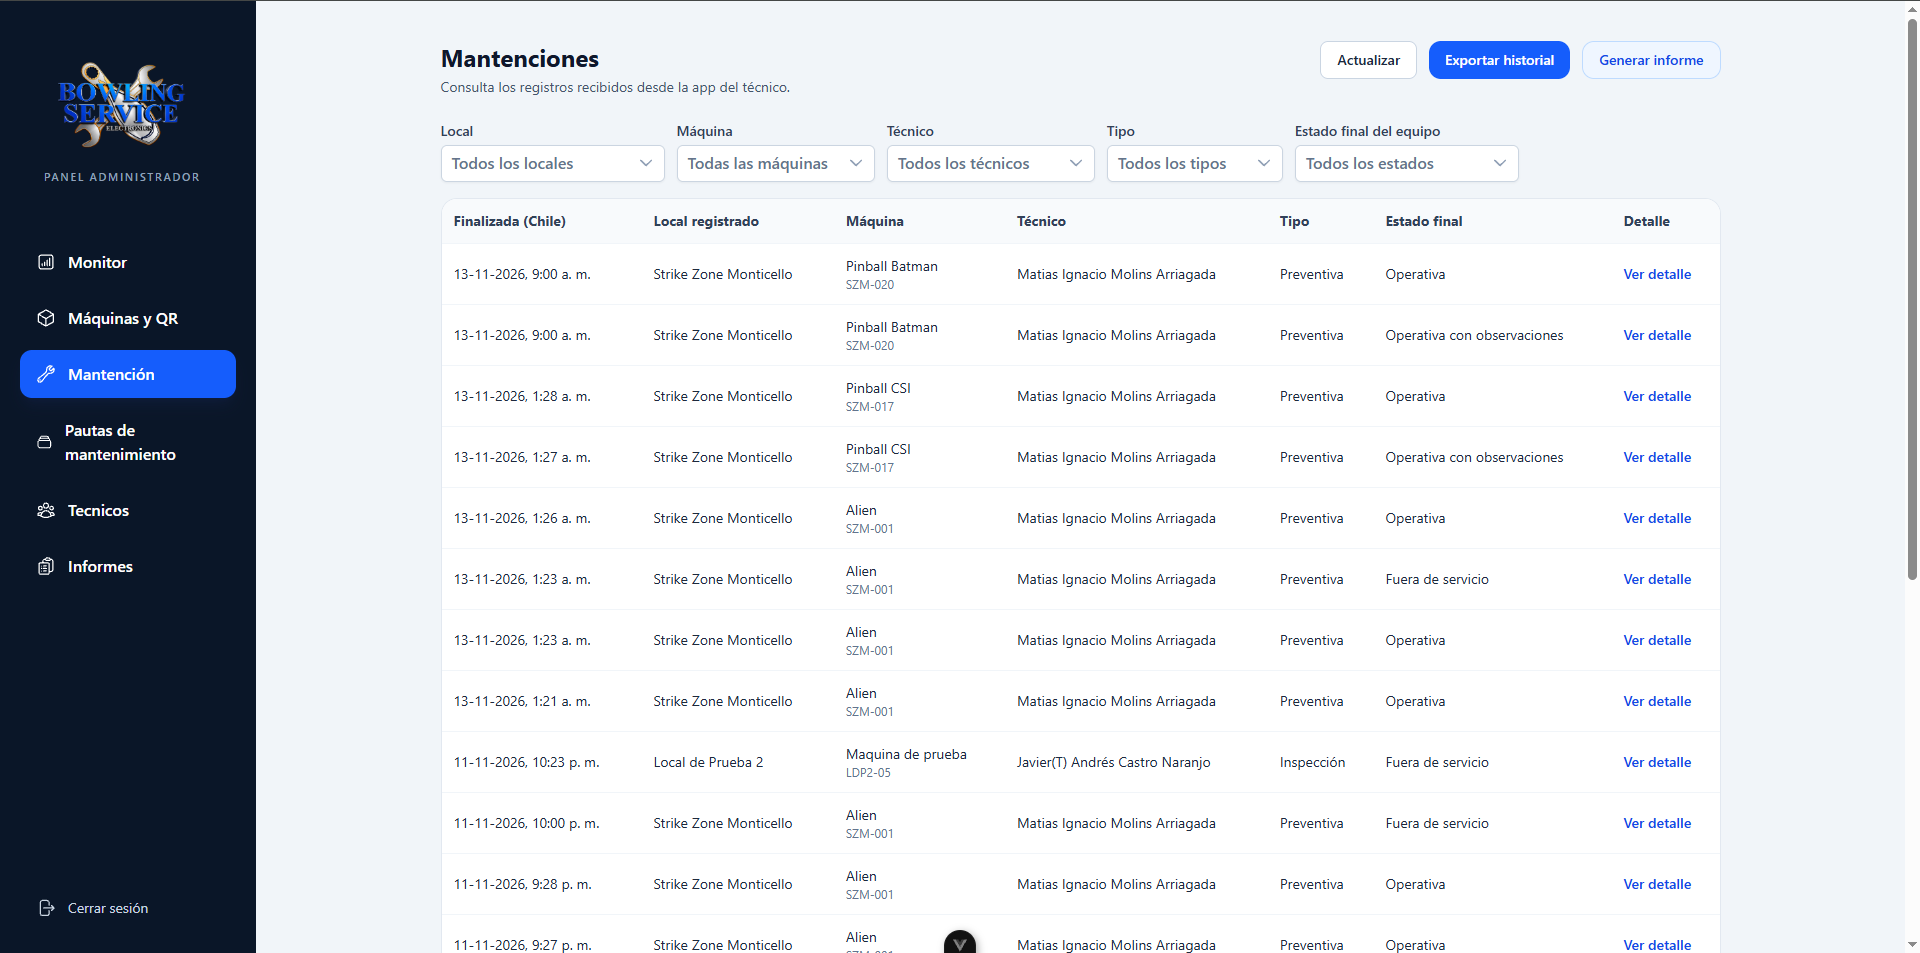 BOWLING
SERVICE
ELECTRONICS
PANEL ADMINISTRADOR
Monitor
Máquinas y QR
Mantención
Pautas de
mantenimiento
Tecnicos
Informes
Cerrar sesión
Mantenciones
Consulta los registros recibidos desde la app del técnico.
Actualizar Exportar historial Generar informe
Local Máquina Técnico Tipo Estado final del equipo
Todos los locales Todas las máquinas Todos los técnicos Todos los tipos Todos los estados
Finalizada (Chile) Local registrado Máquina Técnico Tipo Estado final Detalle
13-11-2026, 9:00 a. m. Strike Zone Monticello Pinball Batman Matias Ignacio Molins Arriagada Preventiva Operativa Ver detalle
SZM-020
13-11-2026, 9:00 a. m. Strike Zone Monticello Pinball Batman Matias Ignacio Molins Arriagada Preventiva Operativa con observaciones Ver detalle
SZM-020
13-11-2026, 1:28 a. m. Strike Zone Monticello Pinball CSI Matias Ignacio Molins Arriagada Preventiva Operativa Ver detalle
SZM-017
13-11-2026, 1:27 a. m. Strike Zone Monticello Pinball CSI Matias Ignacio Molins Arriagada Preventiva Operativa con observaciones Ver detalle
SZM-017
13-11-2026, 1:26 a. m. Strike Zone Monticello Alien Matias Ignacio Molins Arriagada Preventiva Operativa Ver detalle
SZM-001
13-11-2026, 1:23 a. m. Strike Zone Monticello Alien Matias Ignacio Molins Arriagada Preventiva Fuera de servicio Ver detalle
SZM-001
13-11-2026, 1:23 a. m. Strike Zone Monticello Alien Matias Ignacio Molins Arriagada Preventiva Operativa Ver detalle
SZM-001
13-11-2026, 1:21 a. m. Strike Zone Monticello Alien Matias Ignacio Molins Arriagada Preventiva Operativa Ver detalle
SZM-001
11-11-2026, 10:23 p. m. Local de Prueba 2 Maquina de prueba Javier(T) Andrés Castro Naranjo Inspección Fuera de servicio Ver detalle
LDP2-05
11-11-2026, 10:00 p. m. Strike Zone Monticello Alien Matias Ignacio Molins Arriagada Preventiva Fuera de servicio Ver detalle
SZM-001
11-11-2026, 9:28 p. m. Strike Zone Monticello Alien Matias Ignacio Molins Arriagada Preventiva Operativa Ver detalle
SZM-001
11-11-2026, 9:27 p. m. Strike Zone Monticello Alien Matias Ignacio Molins Arriagada Preventiva Operativa Ver detalle